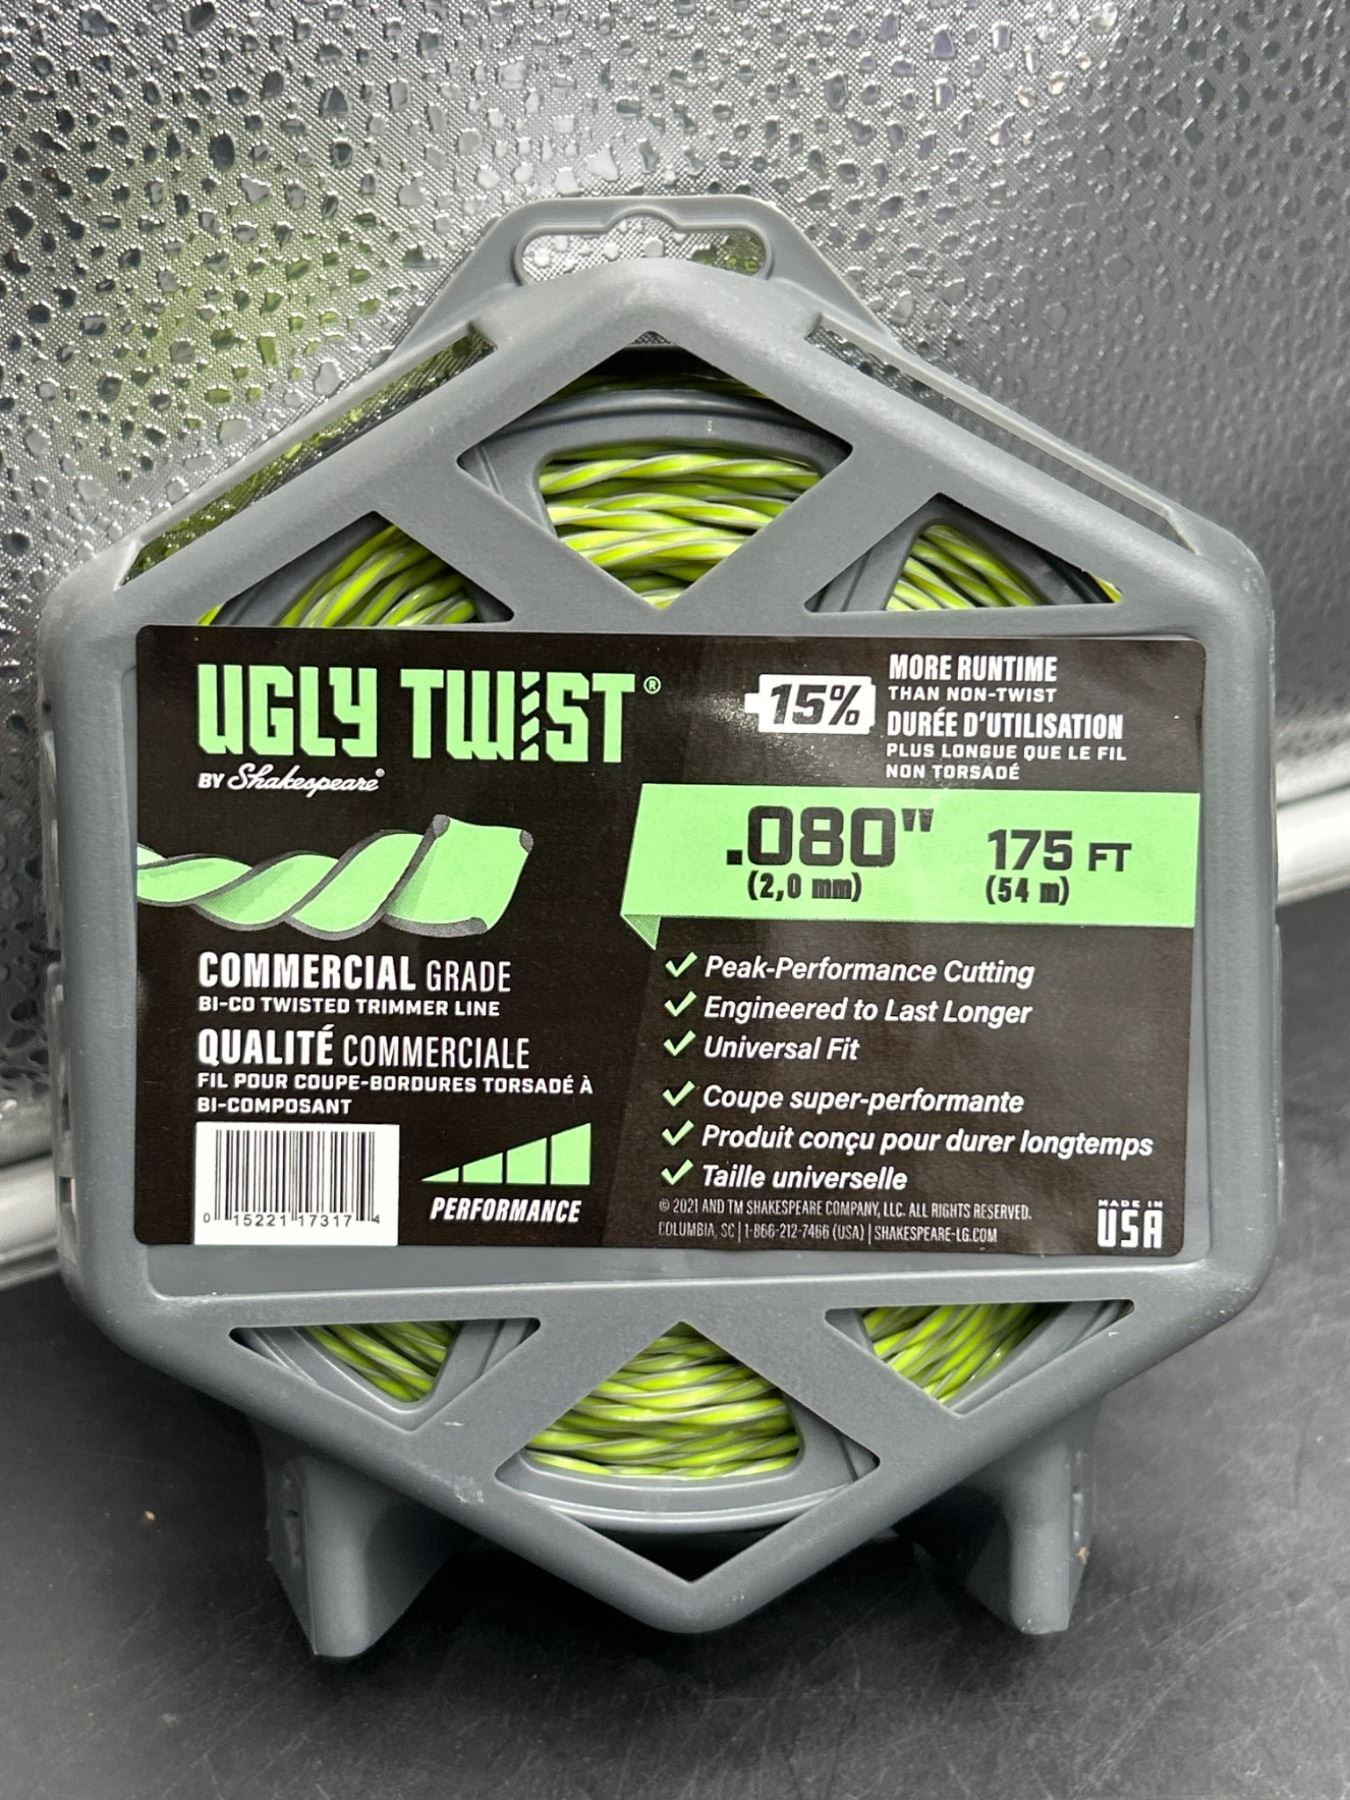 UGLY TWIST®
BY Shakespeare®
15%
MORE RUNTIME
THAN NON-TWIST
DURÉE D'UTILISATION
PLUS LONGUE QUE LE FIL
NON TORSADÉ
.080" 175 FT
(2,0 mm) (54 m)
COMMERCIAL GRADE
BI-CO TWISTED TRIMMER LINE
QUALITÉ COMMERCIALE
FIL POUR COUPE-BORDURES TORSADÉ À
BI-COMPOSANT
0 15221 17317 4
PERFORMANCE
Peak-Performance Cutting
Engineered to Last Longer
Universal Fit
Coupe super-performante
Produit conçu pour durer longtemps
Taille universelle
© 2021 AND TM SHAKESPEARE COMPANY, LLC. ALL RIGHTS RESERVED.
COLUMBIA, SC | 1-866-212-7466 (USA) | SHAKESPEARE-LG.COM
MADE IN
USA